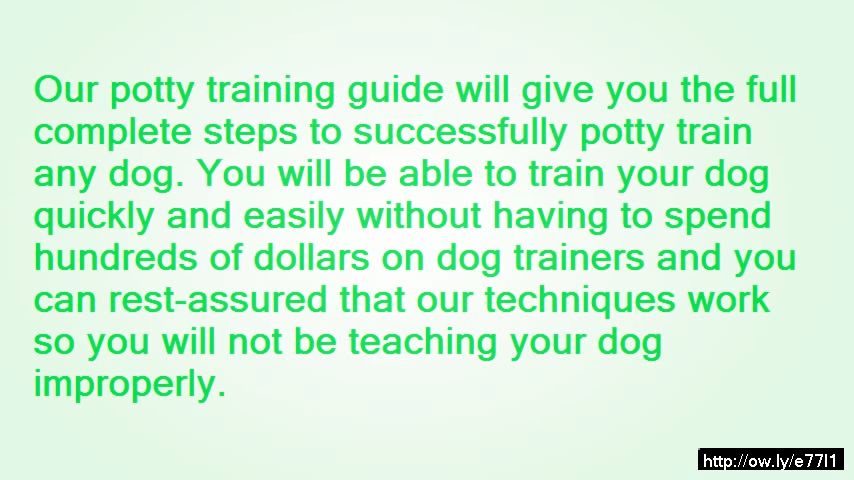 Our potty training guide will give you the full
complete steps to successfully potty train
any dog. You will be able to train your dog
quickly and easily without having to spend
hundreds of dollars on dog trainers and you
can rest-assured that our techniques work
so you will not be teaching your dog
improperly.
http://ow.ly/e77l1